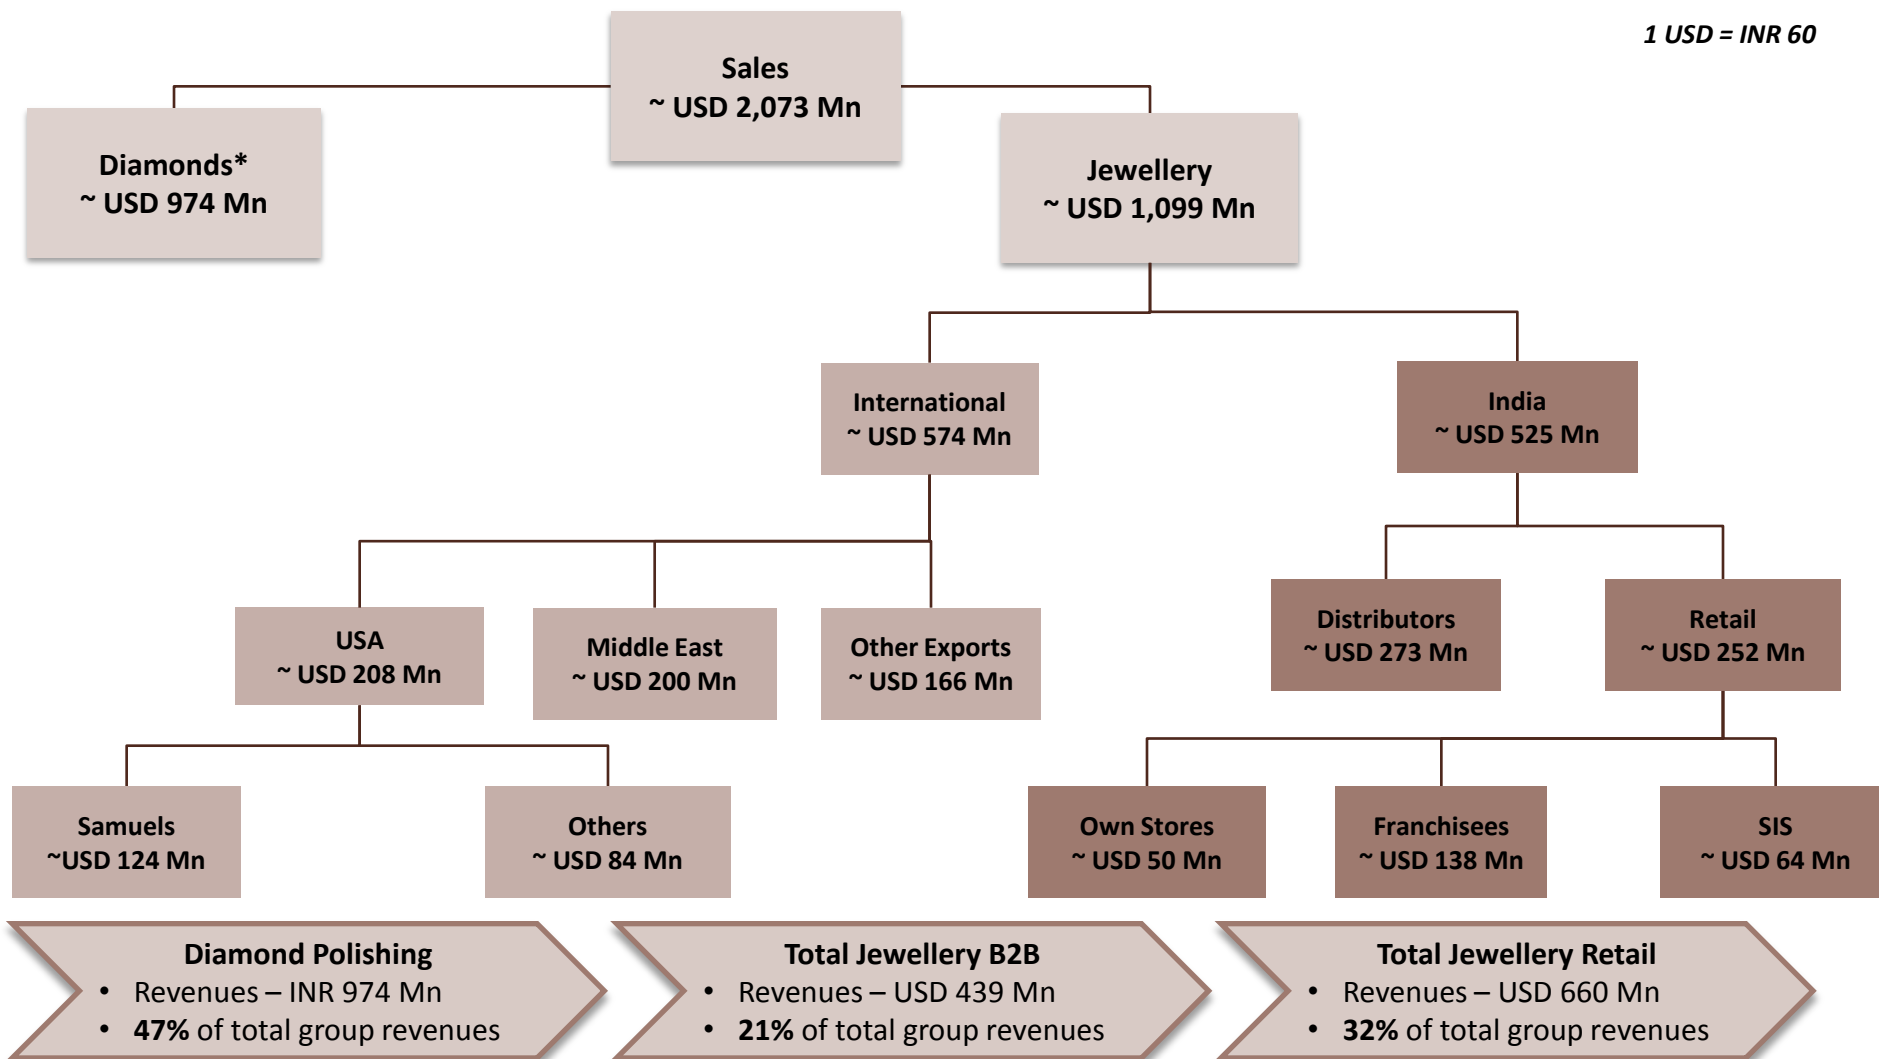 1 USD = INR 60
Sales
~ USD 2,073 Mn
Diamonds*
~ USD 974 Mn
Jewellery
~ USD 1,099 Mn
International
~ USD 574 Mn
India
~ USD 525 Mn
USA
~ USD 208 Mn
Middle East
~ USD 200 Mn
Other Exports
~ USD 166 Mn
Distributors
~ USD 273 Mn
Retail
~ USD 252 Mn
Samuels
~USD 124 Mn
Others
~ USD 84 Mn
Own Stores
~ USD 50 Mn
Franchisees
~ USD 138 Mn
SIS
~ USD 64 Mn
Diamond Polishing
• Revenues – INR 974 Mn
• 47% of total group revenues
Total Jewellery B2B
• Revenues – USD 439 Mn
• 21% of total group revenues
Total Jewellery Retail
• Revenues – USD 660 Mn
• 32% of total group revenues